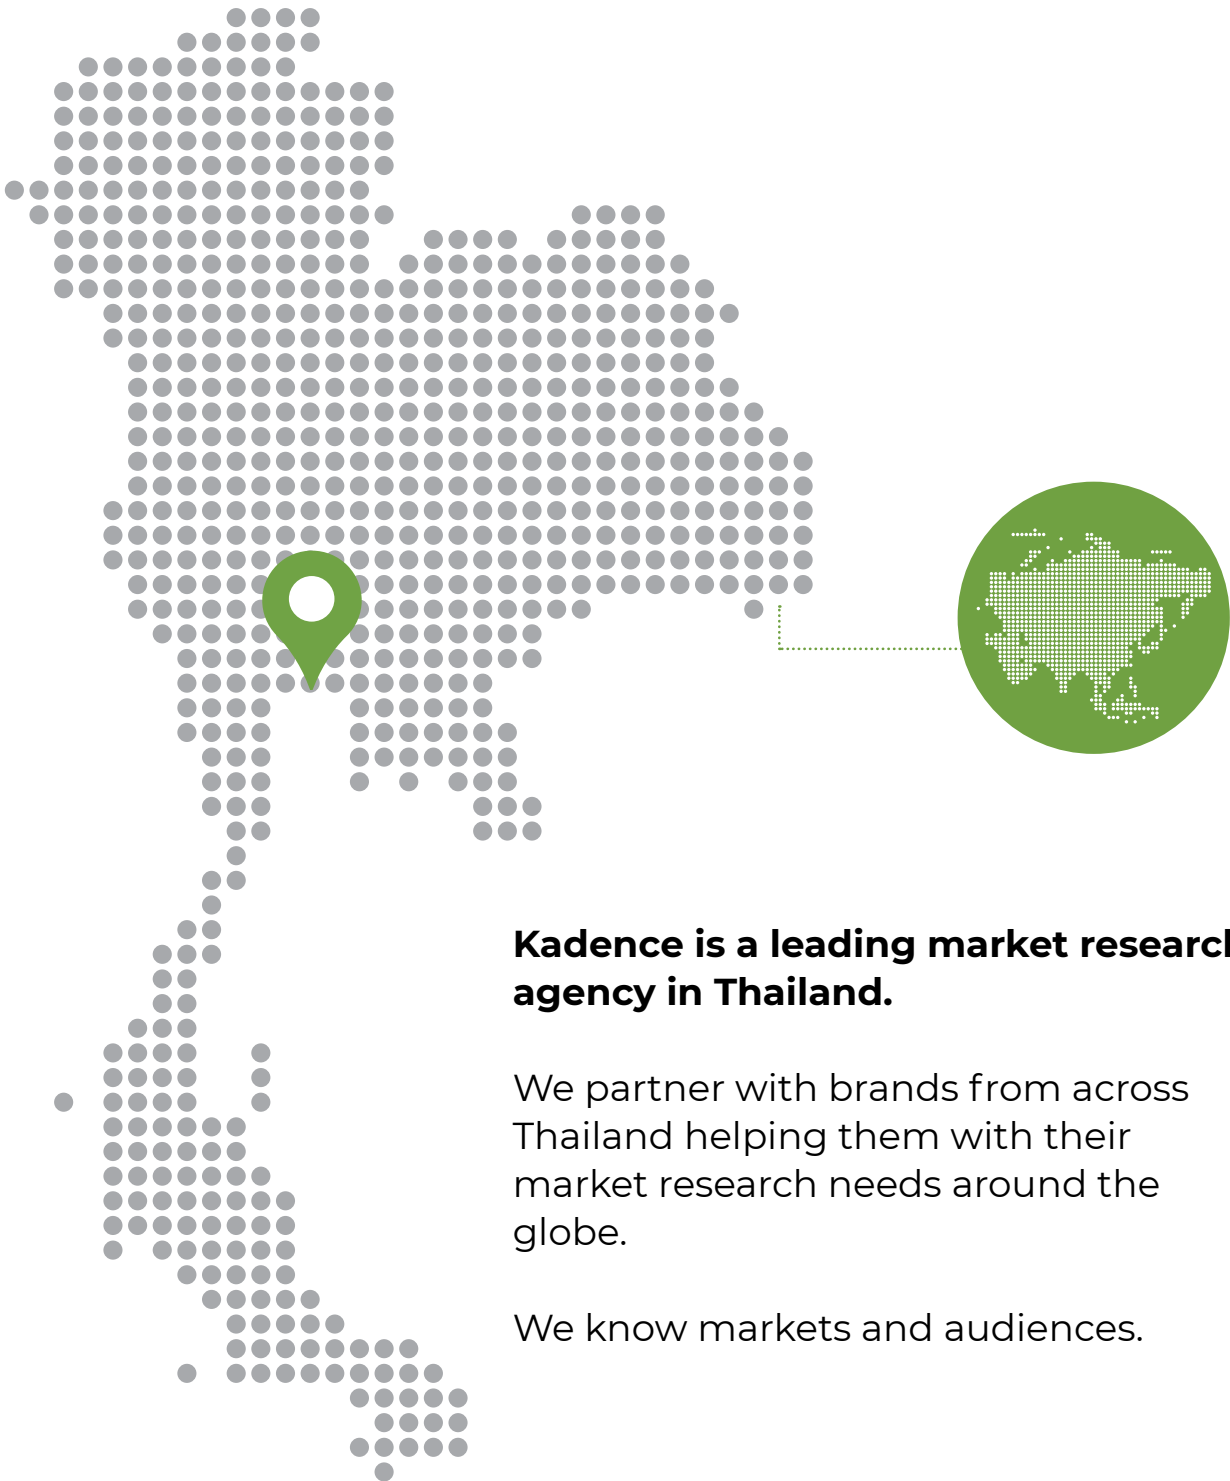 Kadence is a leading market research
agency in Thailand.
We partner with brands from across
Thailand helping them with their
market research needs around the
globe.
We know markets and audiences.